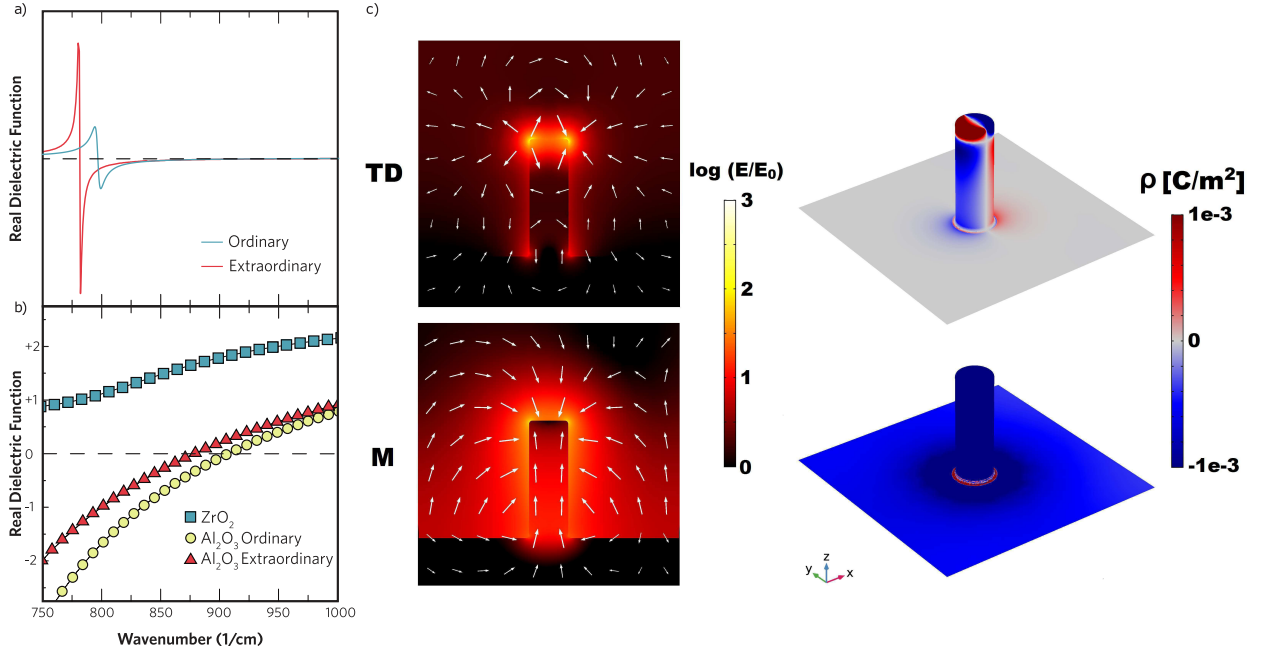 a)
Real Dielectric Function
Ordinary
Extraordinary
b)
Real Dielectric Function
+2
+1
0
-1
-2
ZrO₂
Al₂O₃ Ordinary
Al₂O₃ Extraordinary
750 800 850 900 950 1000
Wavenumber (1/cm)
c)
TD
M
log (E/E₀)
3
2
1
0
ρ [C/m²]
1e-3
0
-1e-3
z
y
x